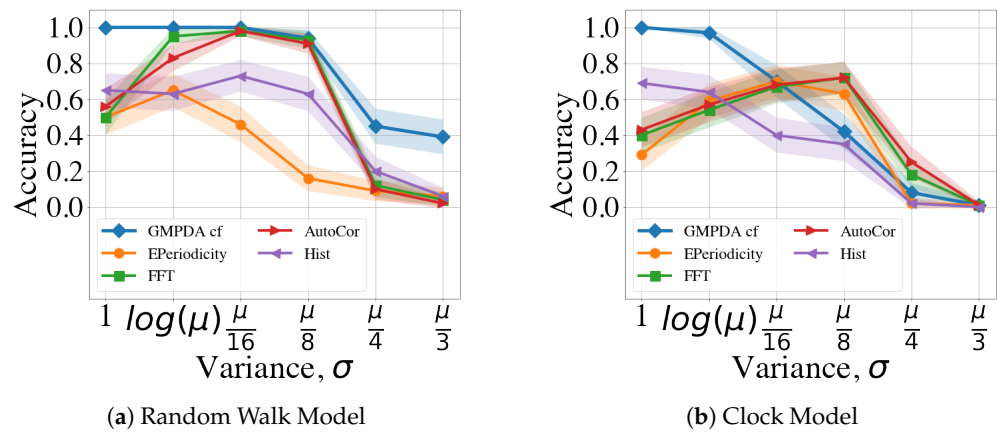 1.0
0.8
0.6
0.4
0.2
0.0
Accuracy
GMPDA cf
EPeriodicity
FFT
AutoCor
Hist
1 log(μ) μ/16 μ/8 μ/4 μ/3
Variance, σ
(a) Random Walk Model
1.0
0.8
0.6
0.4
0.2
0.0
Accuracy
GMPDA cf
EPeriodicity
FFT
AutoCor
Hist
1 log(μ) μ/16 μ/8 μ/4 μ/3
Variance, σ
(b) Clock Model